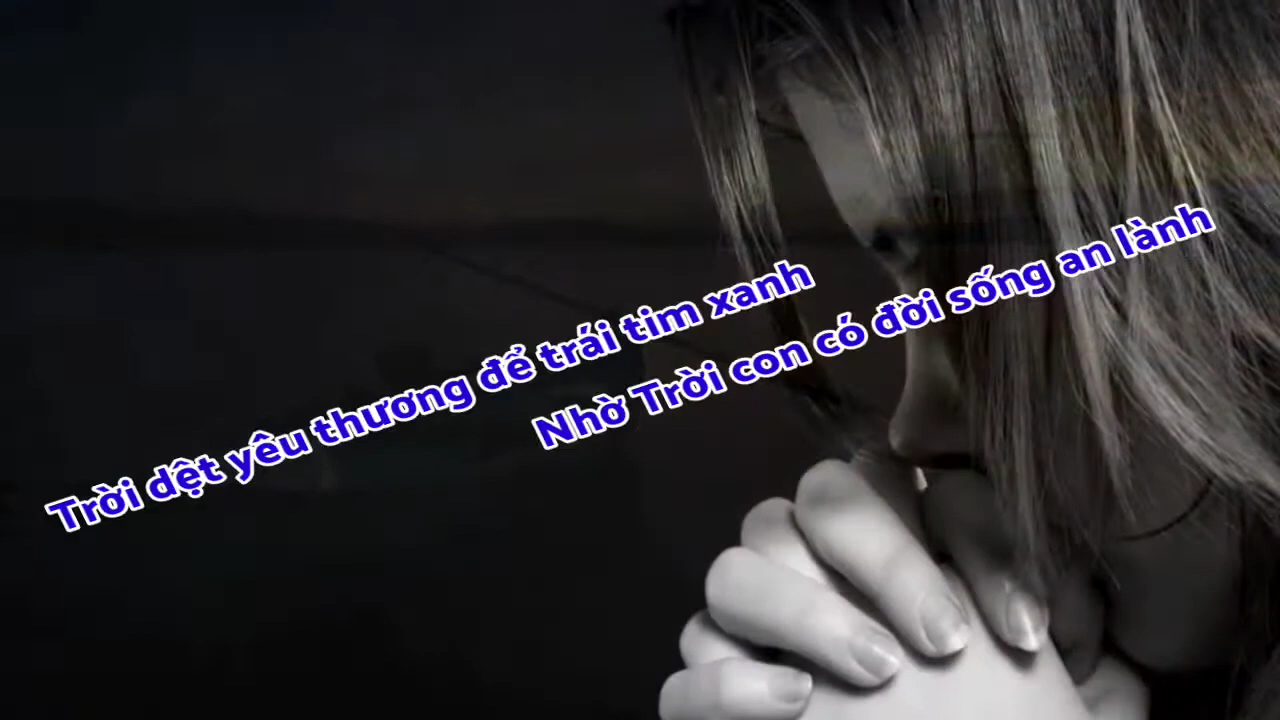 Trời dệt yêu thương để trái tim xanh
Nhờ Trời con có đời sống an lành